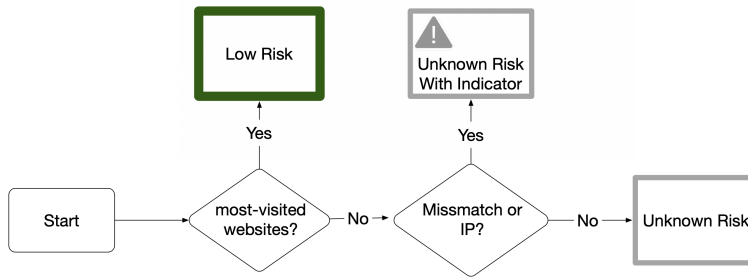 Low Risk
!
Unknown Risk
With Indicator
Yes
Yes
Start
most-visited
websites?
No
Missmatch or
IP?
No
Unknown Risk